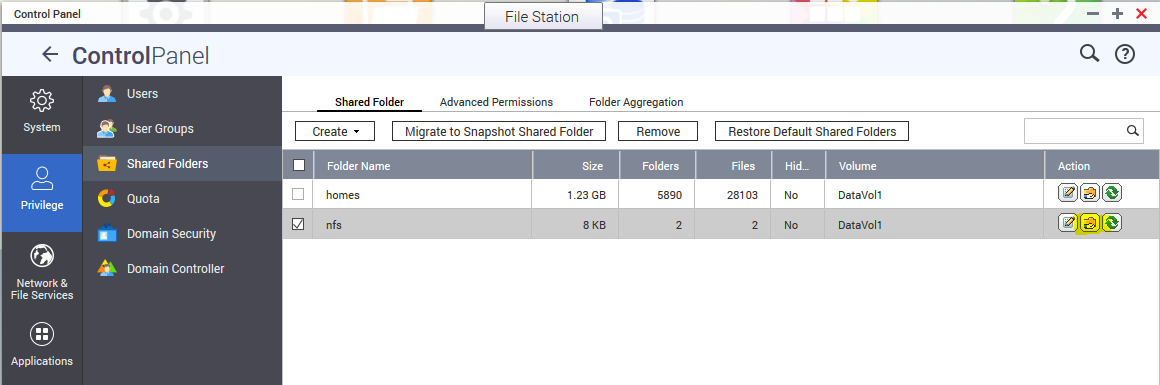 File Station
Control Panel
ControlPanel
System
Privilege
Network &
File Services
Applications
Users
User Groups
Shared Folders
Quota
Domain Security
Domain Controller
Shared Folder Advanced Permissions Folder Aggregation
Create Migrate to Snapshot Shared Folder Remove Restore Default Shared Folders
Folder Name Size Folders Files Hid... Volume Action
homes 1.23 GB 5890 28103 No DataVol1
nfs 8 KB 2 2 No DataVol1